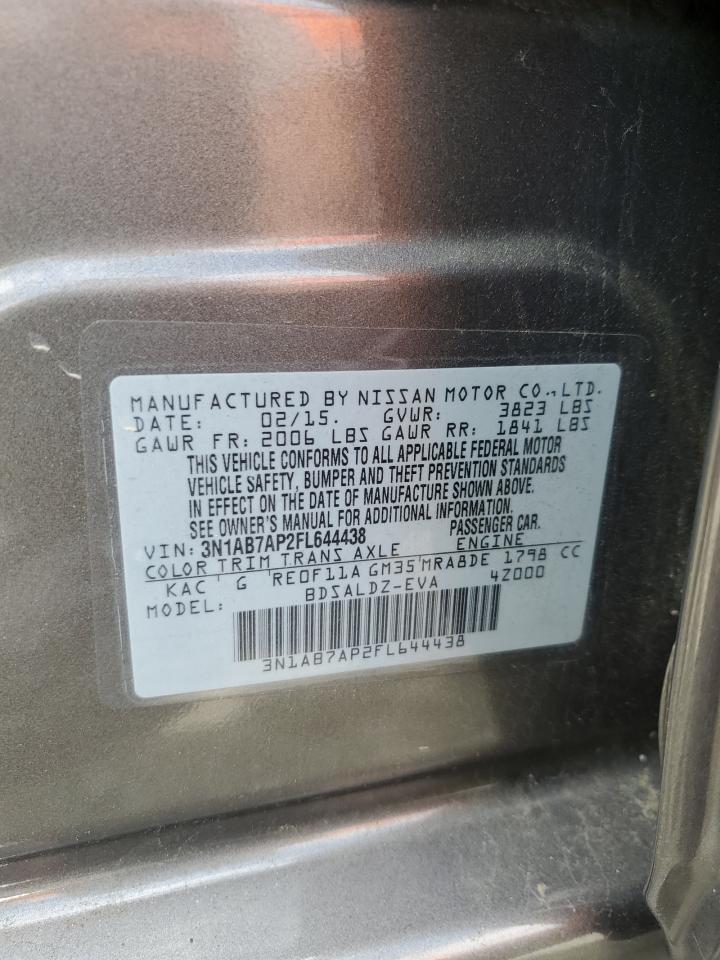 MANUFACTURED BY NISSAN MOTOR CO., LTD.
DATE: 02/15. GVWR: 3823 LBS
GAWR FR: 2006 LBS GAWR RR: 1841 LBS
THIS VEHICLE CONFORMS TO ALL APPLICABLE FEDERAL MOTOR
VEHICLE SAFETY, BUMPER AND THEFT PREVENTION STANDARDS
IN EFFECT ON THE DATE OF MANUFACTURE SHOWN ABOVE.
SEE OWNER'S MANUAL FOR ADDITIONAL INFORMATION.
VIN: 3N1AB7AP2FL644438 PASSENGER CAR.
COLOR TRIM TRANS AXLE ENGINE
KAC G RE0F11A GM35 MRA8DE 1798 CC
MODEL: BDSALDZ-EVA 4Z000
3N1AB7AP2FL644438